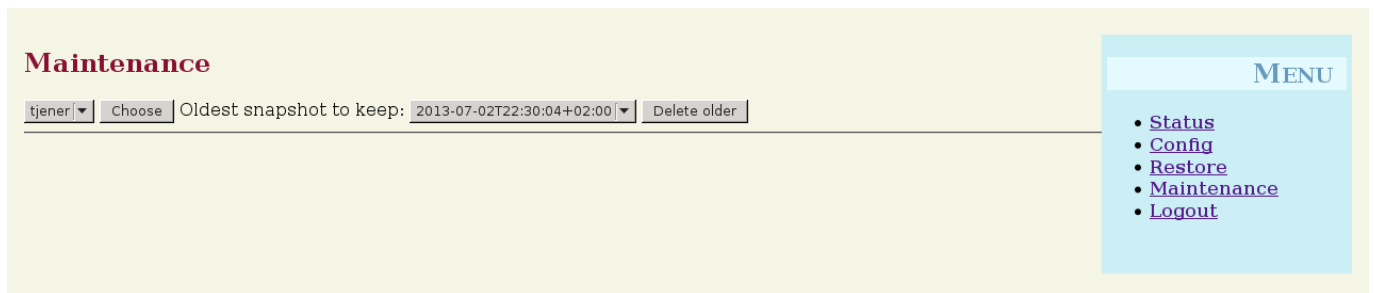 Maintenance
tjener Choose Oldest snapshot to keep: 2013-07-02T22:30:04+02:00 Delete older
MENU
Status
Config
Restore
Maintenance
Logout